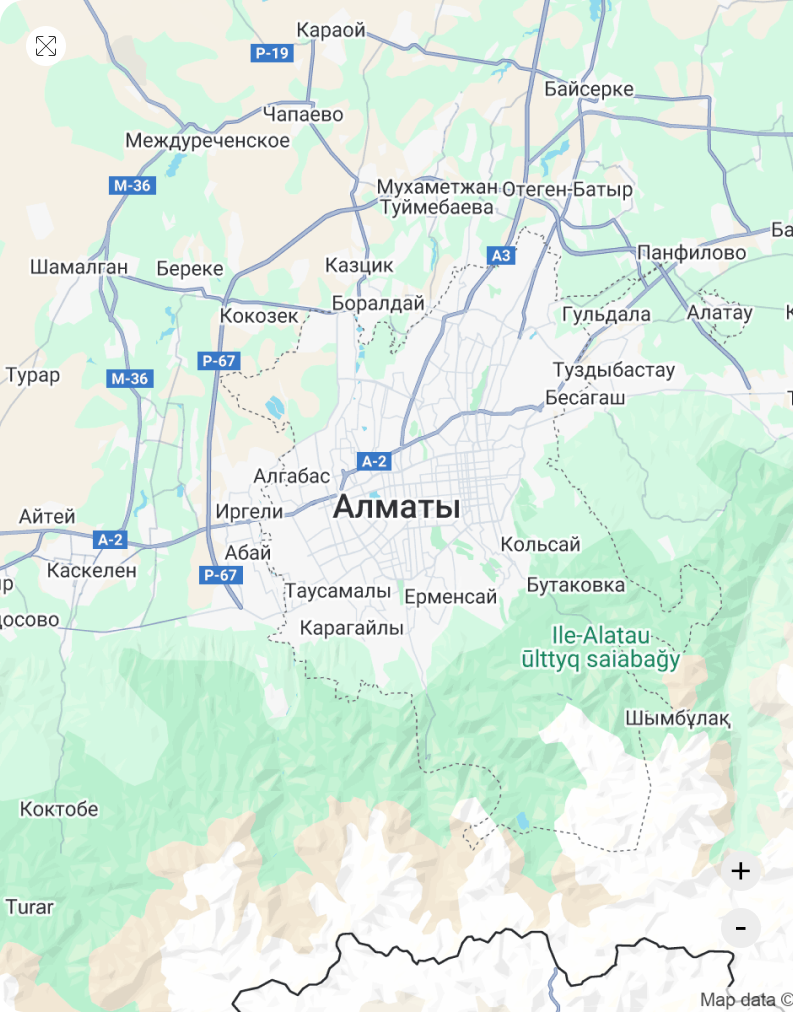 Караой
Р-19
Байсерке
Чапаево
Междуреченское
М-36
Мухаметжан
Туймебаева
Отеген-Батыр
Ба
А3
Панфилово
Шамалган
Береке
Казцик
Боралдай
Кокозек
Гульдала
Алатау
Р-67
Турар
М-36
Туздыбастау
Бесагаш
А-2
Алгабас
Алматы
Айтей
Иргели
А-2
Абай
Кольсай
Каскелен
Р-67
Бутаковка
Таусамалы
Ерменсай
Карагайлы
Ile-Alatau
ūlttyq saiabağy
Шымбұлақ
Коктобе
+
Turar
-
Map data ©